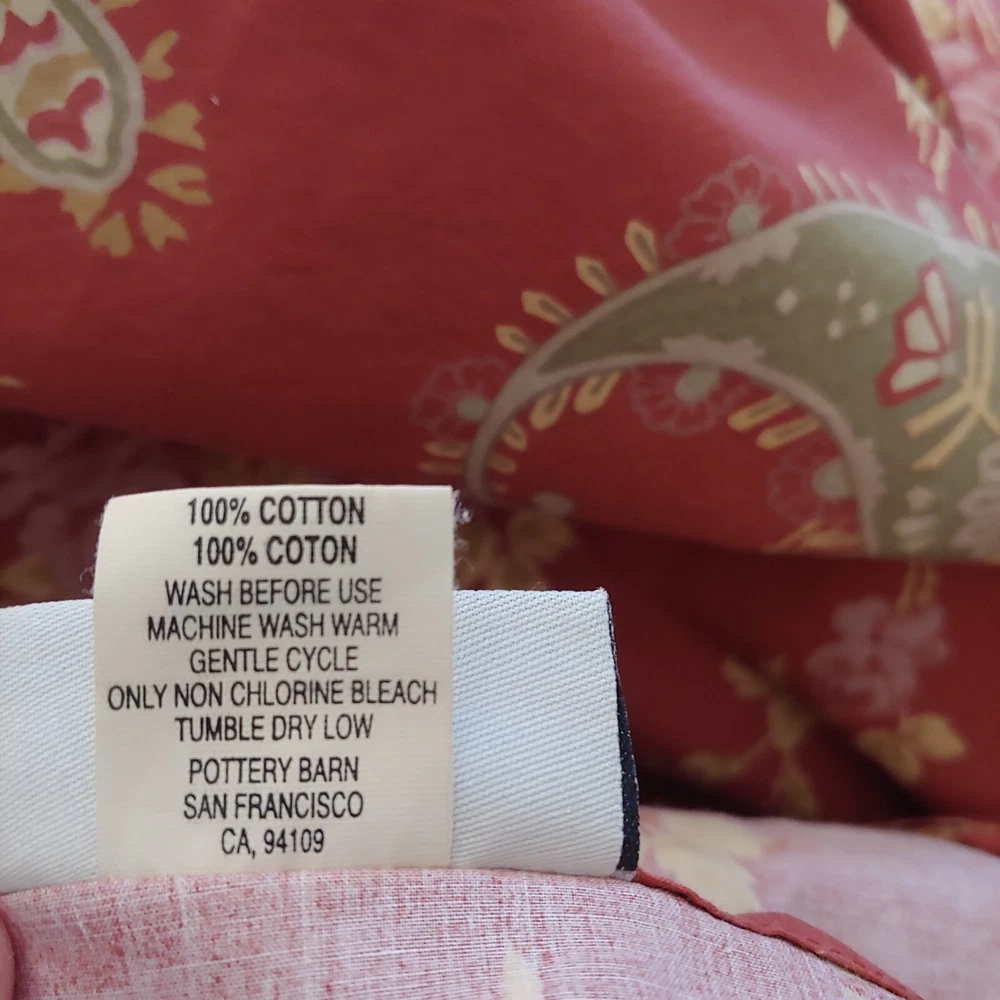 100% COTTON
100% COTON
WASH BEFORE USE
MACHINE WASH WARM
GENTLE CYCLE
ONLY NON CHLORINE BLEACH
TUMBLE DRY LOW
POTTERY BARN
SAN FRANCISCO
CA, 94109